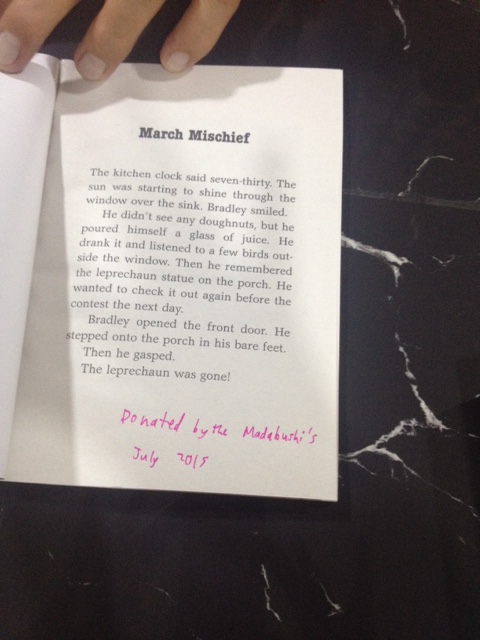 March Mischief
The kitchen clock said seven-thirty. The
sun was starting to shine through the
window over the sink. Bradley smiled.
He didn't see any doughnuts, but he
poured himself a glass of juice. He
drank it and listened to a few birds out-
side the window. Then he remembered
the leprechaun statue on the porch. He
wanted to check it out again before the
contest the next day.
Bradley opened the front door. He
stepped onto the porch in his bare feet.
Then he gasped.
The leprechaun was gone!
Donated by the Madabushi's
July 2015